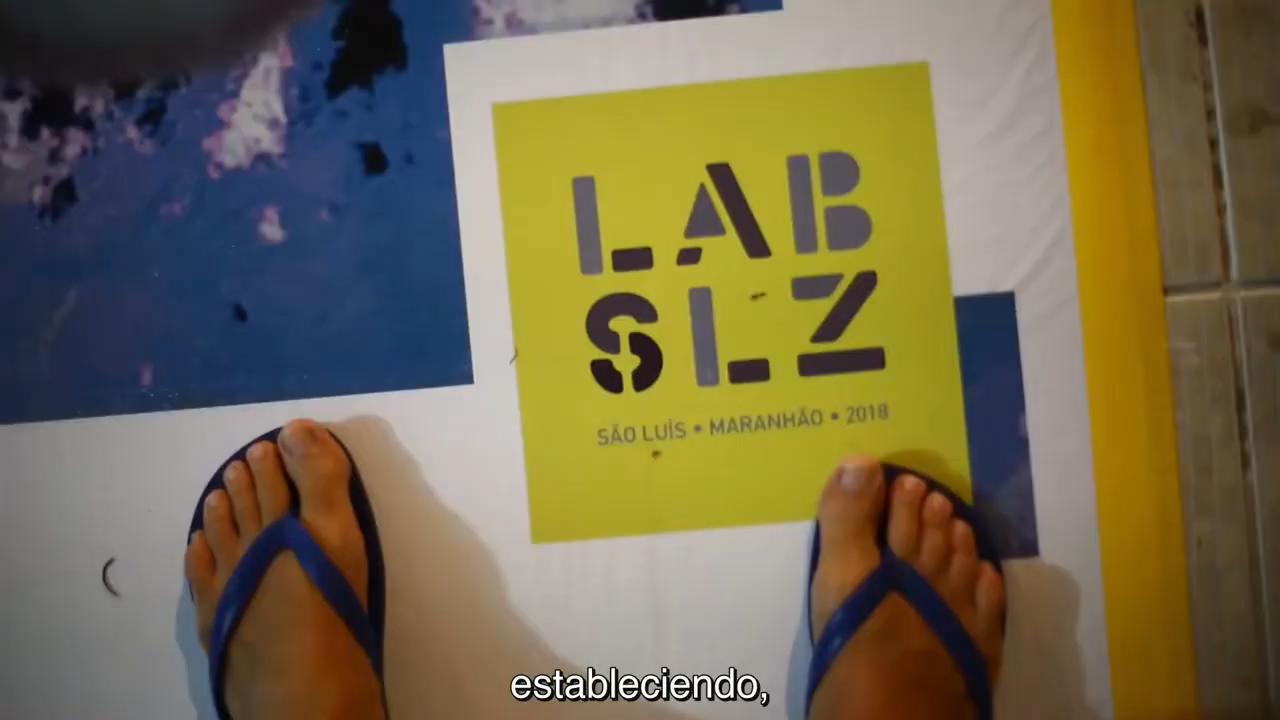 LAB
SLZ
SÃO LUÍS • MARANHÃO • 2018
estableciendo,